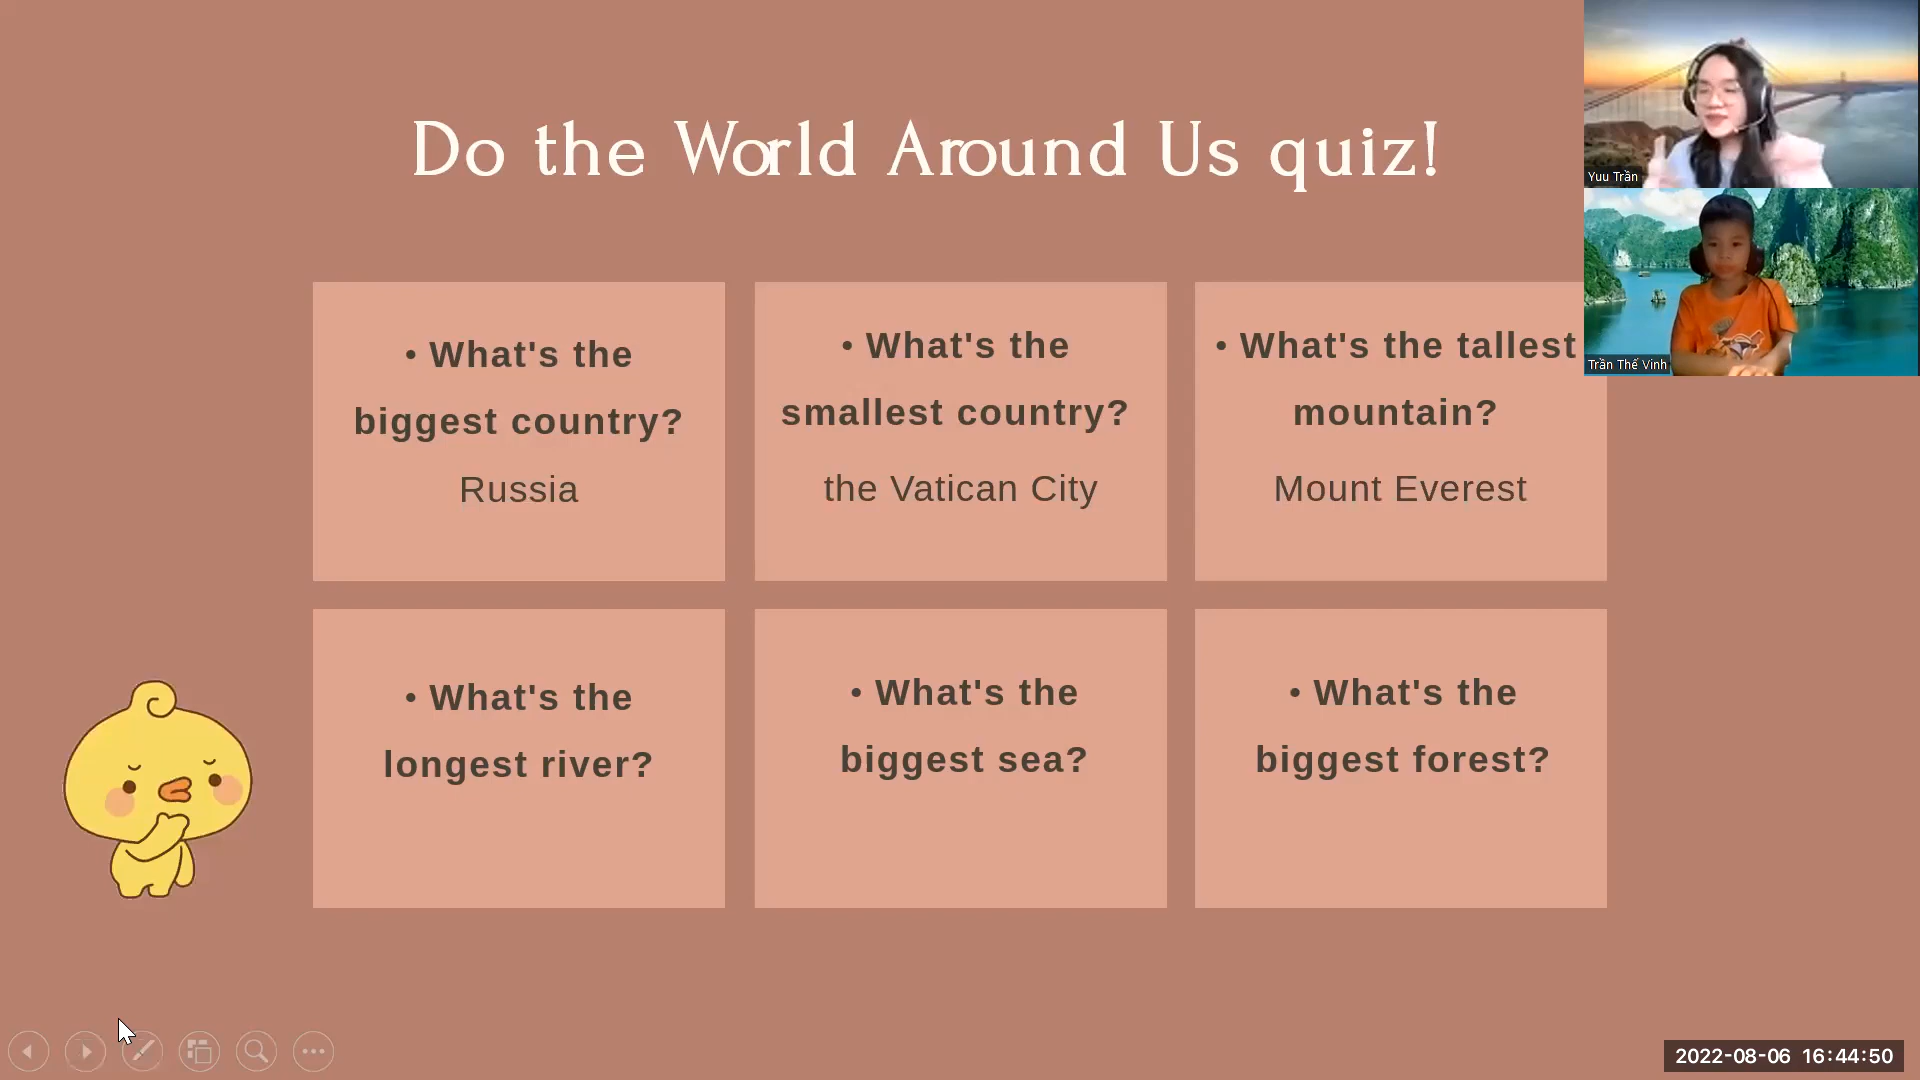 Do the World Around Us quiz!
Yuu Trần
Trần Thế Vinh
• What's the
biggest country?
Russia
• What's the
smallest country?
the Vatican City
• What's the tallest
mountain?
Mount Everest
• What's the
longest river?
• What's the
biggest sea?
• What's the
biggest forest?
2022-08-06 16:44:50